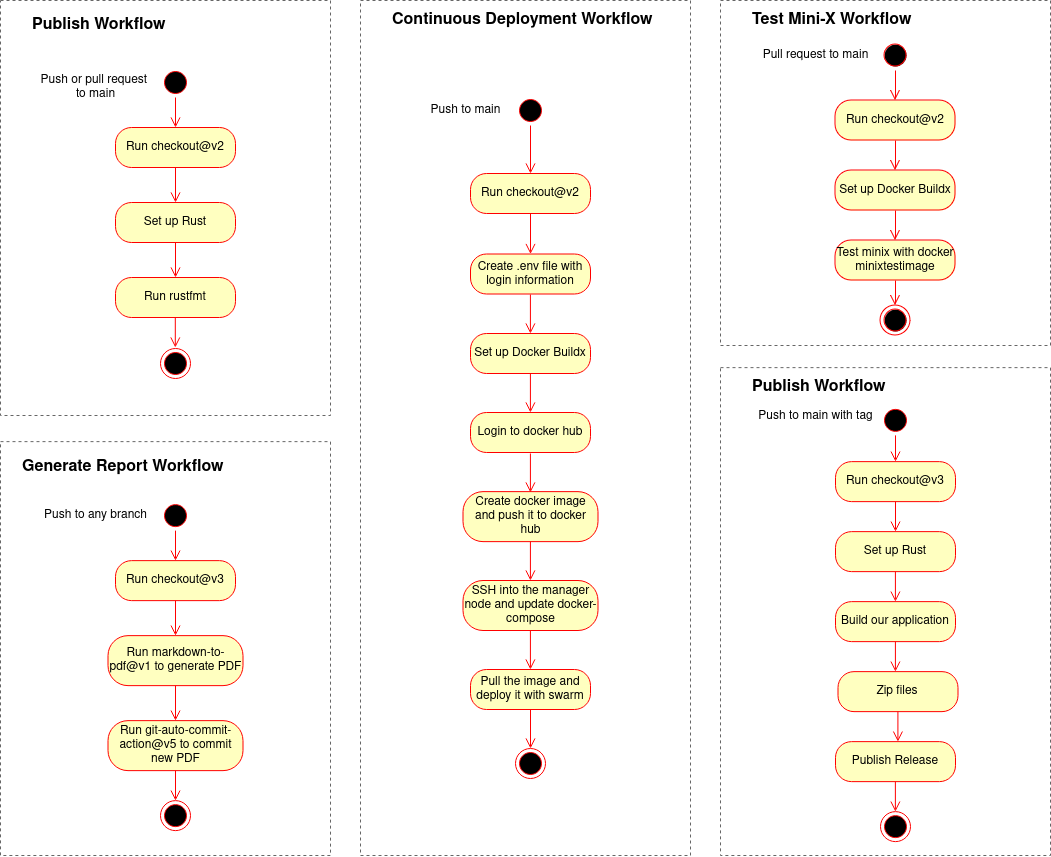 Publish Workflow
Push or pull request
to main
Run checkout@v2
Set up Rust
Run rustfmt
Generate Report Workflow
Push to any branch
Run checkout@v3
Run markdown-to-
pdf@v1 to generate PDF
Run git-auto-commit-
action@v5 to commit
new PDF
Continuous Deployment Workflow
Push to main
Run checkout@v2
Create .env file with
login information
Set up Docker Buildx
Login to docker hub
Create docker image
and push it to docker
hub
SSH into the manager
node and update docker-
compose
Pull the image and
deploy it with swarm
Test Mini-X Workflow
Pull request to main
Run checkout@v2
Set up Docker Buildx
Test minix with docker
minixtestimage
Publish Workflow
Push to main with tag
Run checkout@v3
Set up Rust
Build our application
Zip files
Publish Release